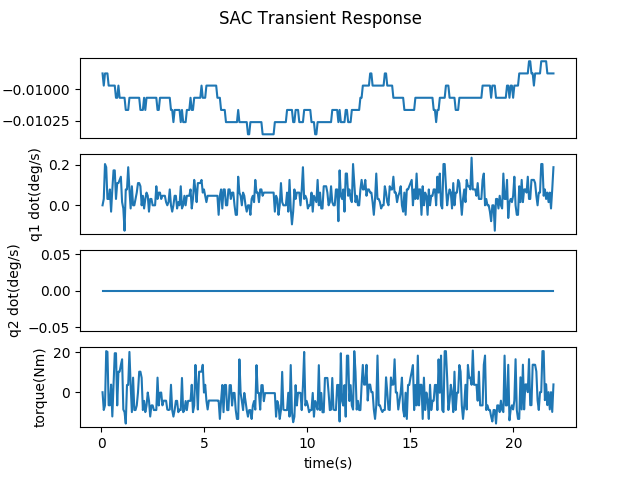 SAC Transient Response
−0.01000
−0.01025
0.2
0.0
q1 dot(deg/s)
0.05
0.00
−0.05
q2 dot(deg/s)
20
0
torque(Nm)
0 5 10 15 20
time(s)